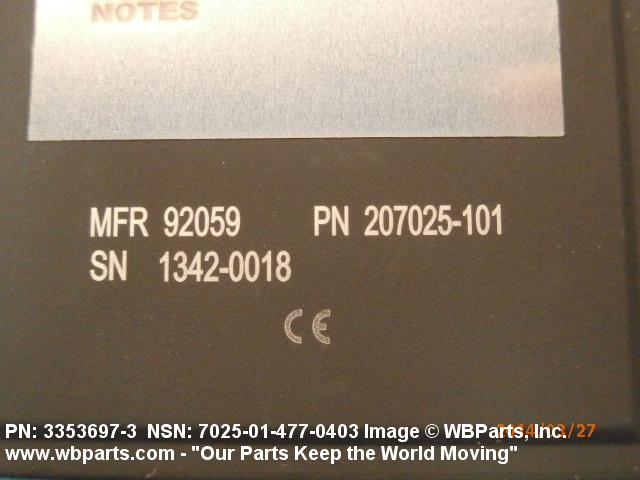 NOTES
MFR 92059 PN 207025-101
SN 1342-0018
CE
PN: 3353697-3 NSN: 7025-01-477-0403 Image © WBParts, Inc.
www.wbparts.com - "Our Parts Keep the World Moving"